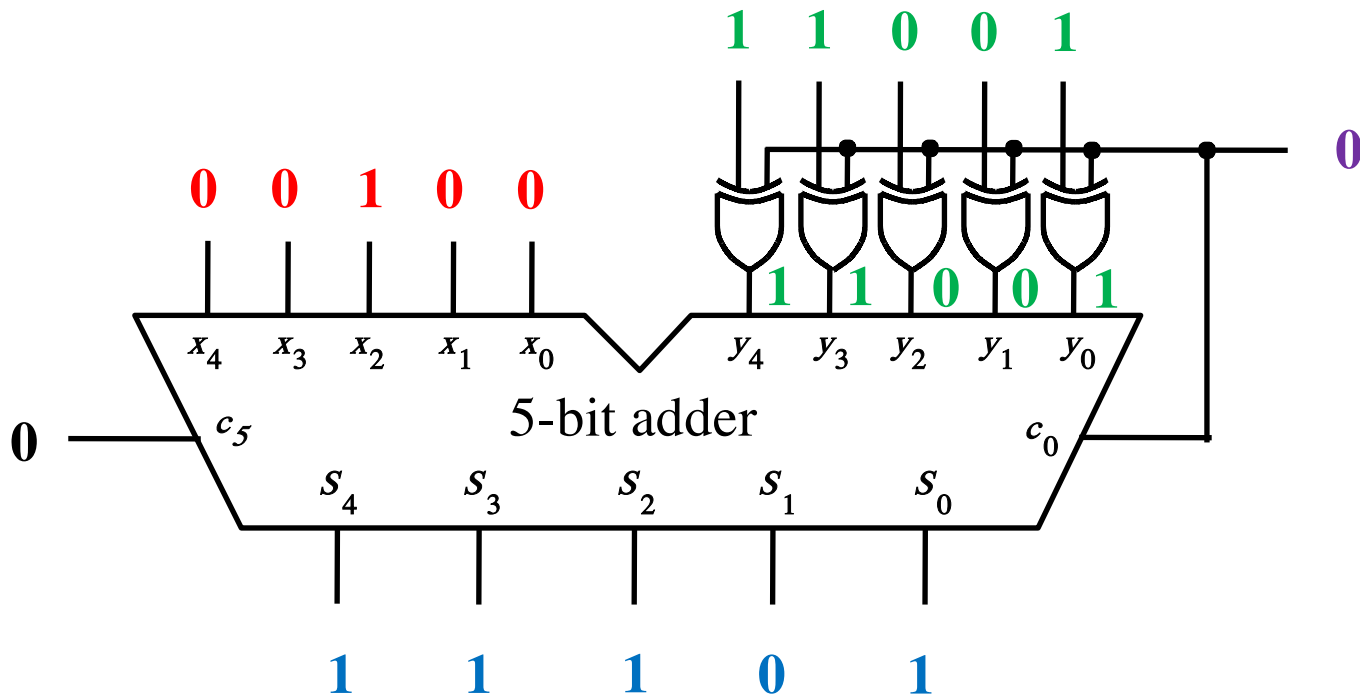 1 1 0 0 1
0
0 0 1 0 0
1 1 0 0 1
x4 x3 x2 x1 x0 y4 y3 y2 y1 y0
5-bit adder
0 c5 c0
S4 S3 S2 S1 S0
1 1 1 0 1